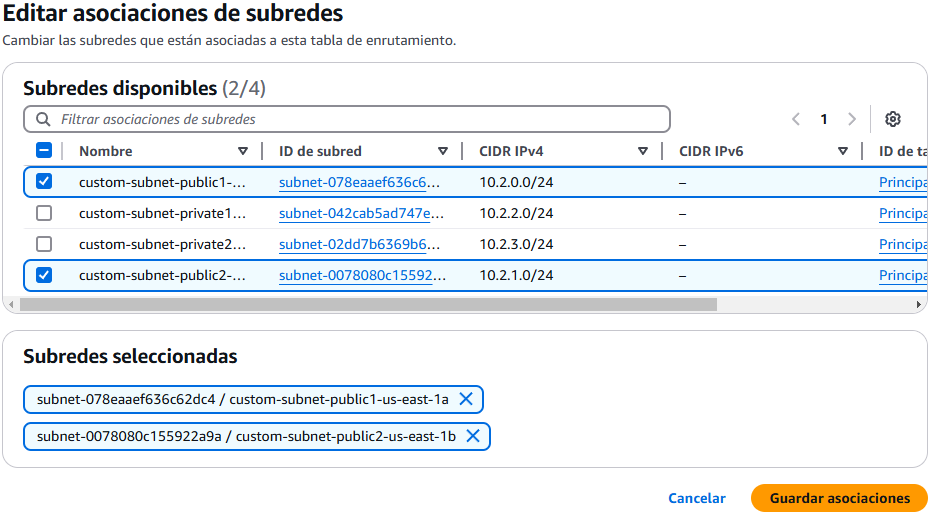 Editar asociaciones de subredes
Cambiar las subredes que están asociadas a esta tabla de enrutamiento.
Subredes disponibles (2/4)
Filtrar asociaciones de subredes
1
Nombre ID de subred CIDR IPv4 CIDR IPv6 ID de ta
custom-subnet-public1-... subnet-078eaaef636c6... 10.2.0.0/24 – Principa
custom-subnet-private1... subnet-042cab5ad747e... 10.2.2.0/24 – Principa
custom-subnet-private2... subnet-02dd7b6369b6... 10.2.3.0/24 – Principa
custom-subnet-public2-... subnet-0078080c15592... 10.2.1.0/24 – Principa
Subredes seleccionadas
subnet-078eaaef636c62dc4 / custom-subnet-public1-us-east-1a
subnet-0078080c155922a9a / custom-subnet-public2-us-east-1b
Cancelar Guardar asociaciones